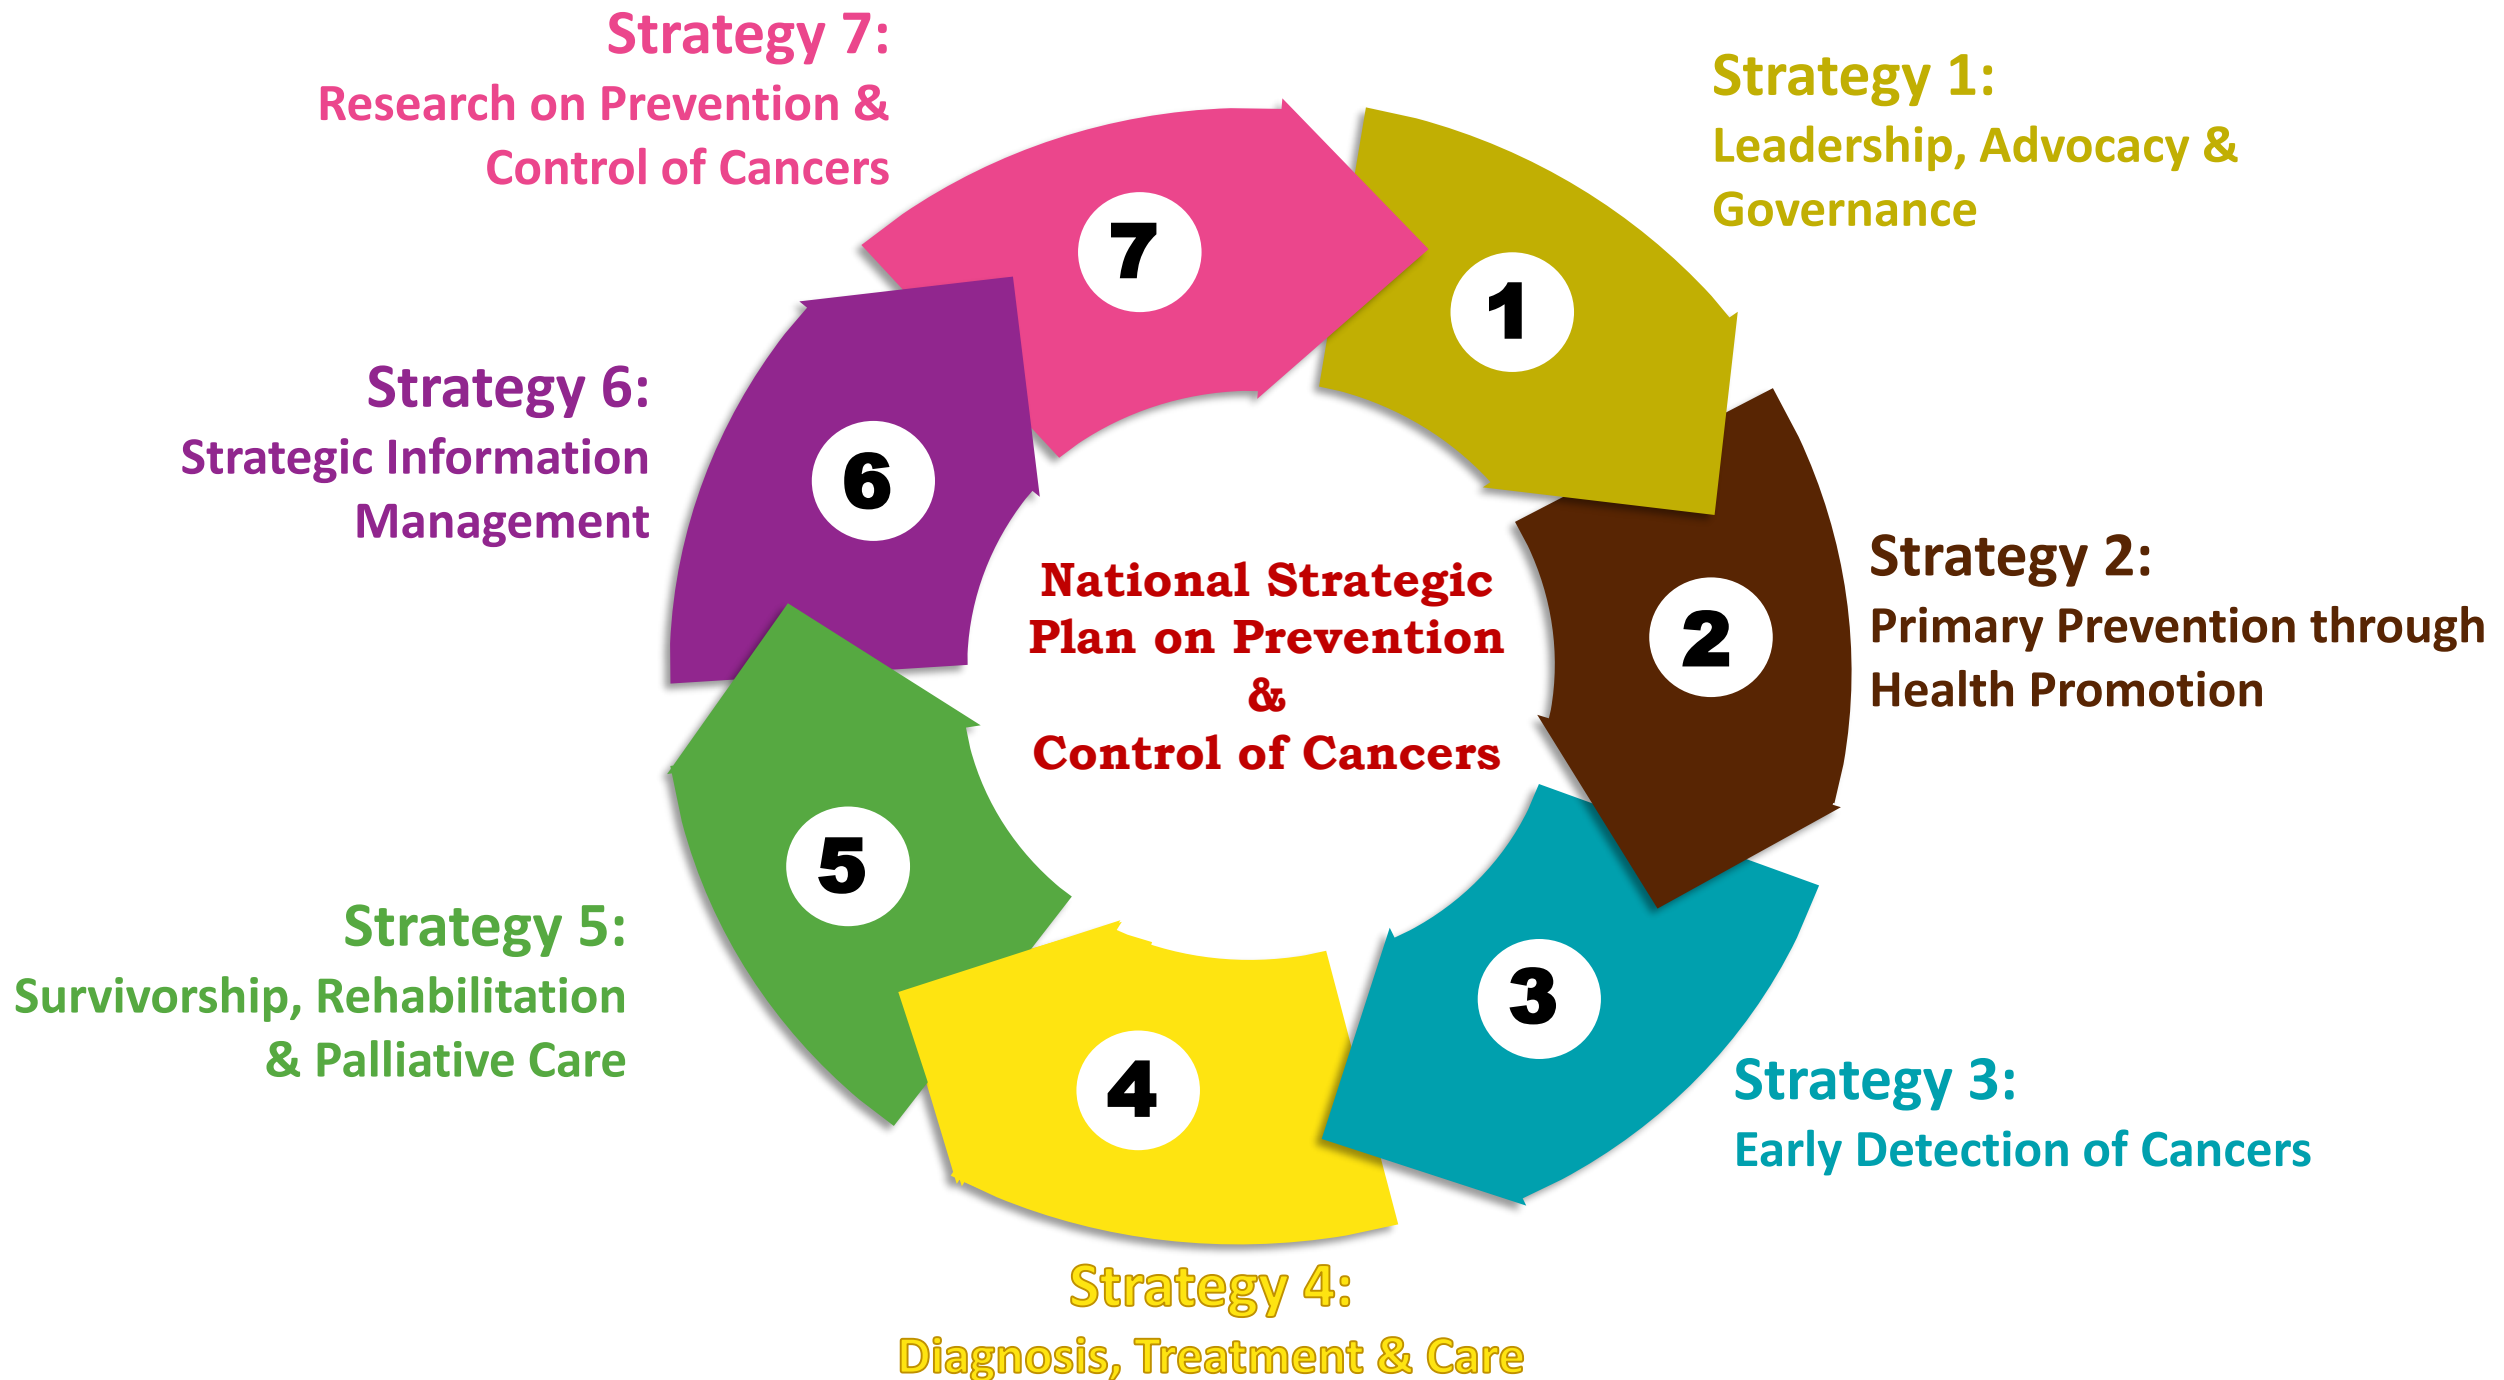 Strategy 7:
Research on Prevention &
Control of Cancers
Strategy 1:
Leadership, Advocacy &
Governance
7
1
Strategy 6:
Strategic Information
Management
6
National Strategic
Plan on Prevention
&
Control of Cancers
Strategy 2:
Primary Prevention through
Health Promotion
2
5
Strategy 5:
Survivorship, Rehabilitation
& Palliative Care
3
4
Strategy 3:
Early Detection of Cancers
Strategy 4:
Diagnosis, Treatment & Care